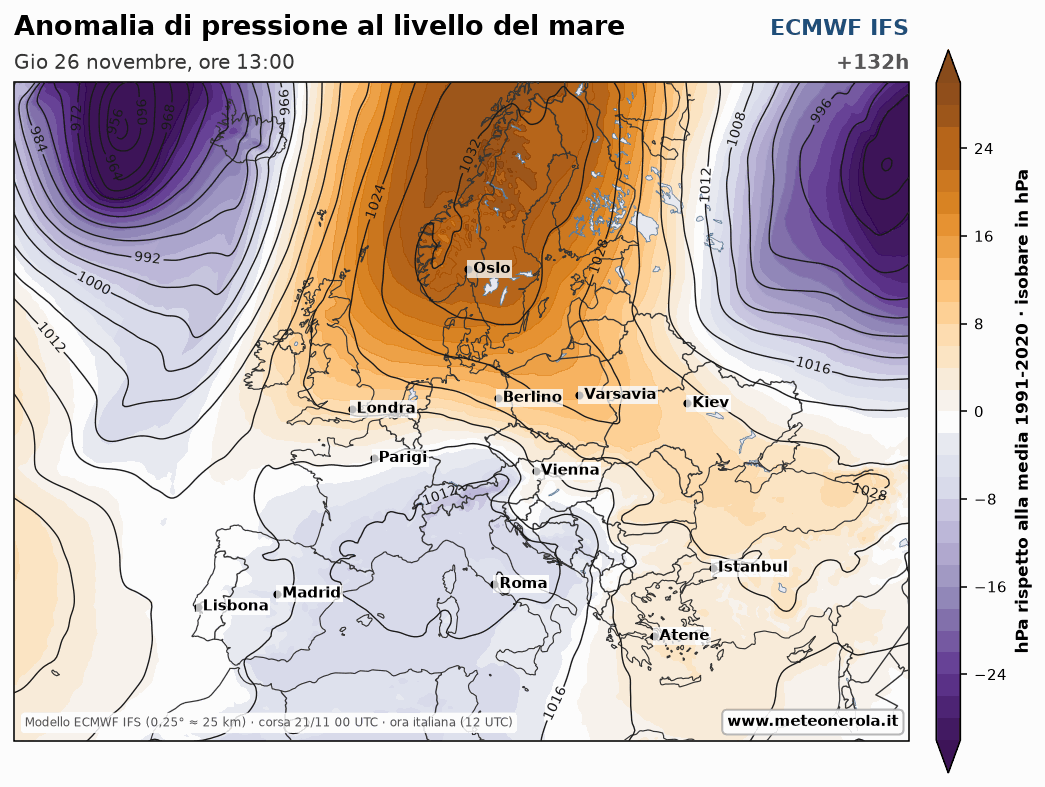 Anomalia di pressione al livello del mare
ECMWF IFS
Gio 26 novembre, ore 13:00
+132h
972
956
960
968
966
996
1008
984
964
1032
1012
1024
992
1028
1000
Oslo
1012
1016
Londra
Berlino
Varsavia
Kiev
Parigi
Vienna
1012
1028
Istanbul
Madrid
Roma
Lisbona
Atene
1016
Modello ECMWF IFS (0,25° ≈ 25 km) · corsa 21/11 00 UTC · ora italiana (12 UTC)
www.meteonerola.it
24
16
8
0
−8
−16
−24
hPa rispetto alla media 1991-2020 · isobare in hPa